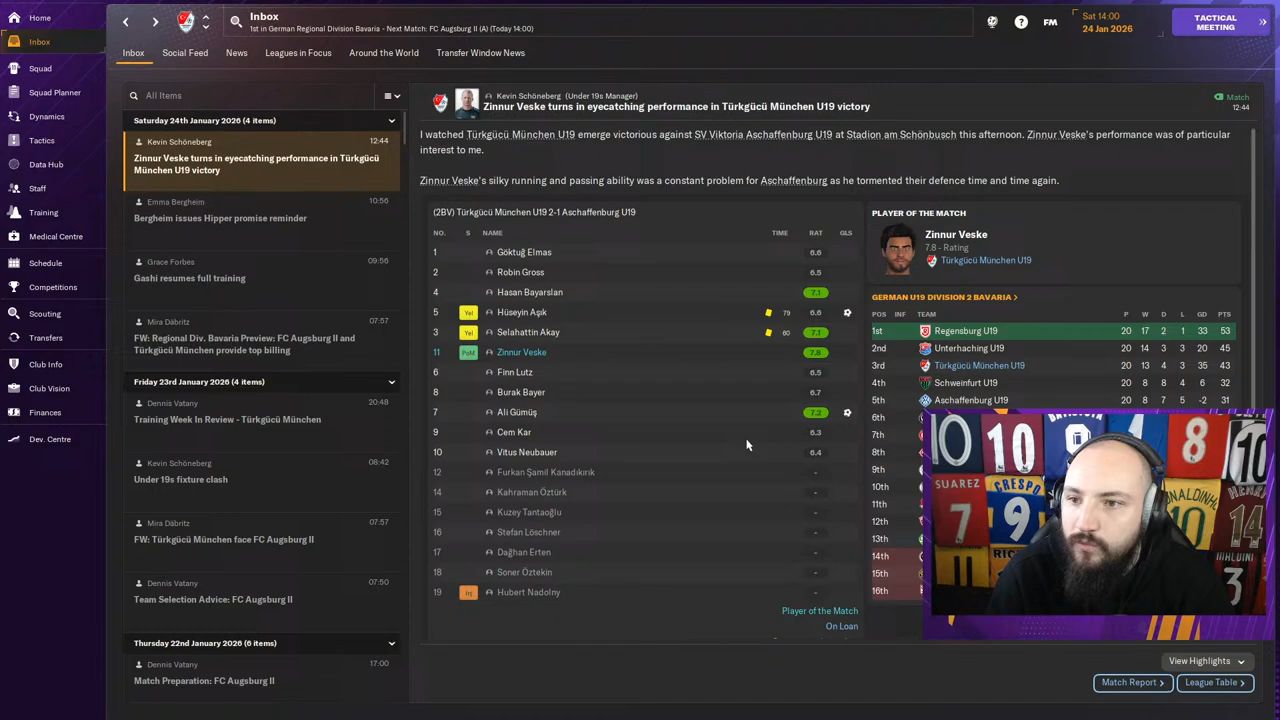 Home
Inbox
Squad
Squad Planner
Dynamics
Tactics
Data Hub
Staff
Training
Medical Centre
Schedule
Competitions
Scouting
Transfers
Club Info
Club Vision
Finances
Dev. Centre
Inbox
1st in German Regional Division Bavaria - Next Match: FC Augsburg II (A) (Today 14:00)
FM
Sat 14:00
24 Jan 2026
TACTICAL
MEETING
Inbox Social Feed News Leagues in Focus Around the World Transfer Window News
All Items
Saturday 24th January 2026 (4 items)
Kevin Schöneberg 12:44
Zinnur Veske turns in eyecatching performance in Türkgücü
München U19 victory
Emma Bergheim 10:56
Bergheim issues Hipper promise reminder
Grace Forbes 09:56
Gashi resumes full training
Mira Däbritz 07:57
FW: Regional Div. Bavaria Preview: FC Augsburg II and
Türkgücü München provide top billing
Friday 23rd January 2026 (4 items)
Dennis Vatany 20:48
Training Week In Review - Türkgücü München
Kevin Schöneberg 08:42
Under 19s fixture clash
Mira Däbritz 07:57
FW: Türkgücü München face FC Augsburg II
Dennis Vatany 07:50
Team Selection Advice: FC Augsburg II
Thursday 22nd January 2026 (6 items)
Dennis Vatany 17:00
Match Preparation: FC Augsburg II
Kevin Schöneberg (Under 19s Manager)
Zinnur Veske turns in eyecatching performance in Türkgücü München U19 victory
Match
12:44
I watched Türkgücü München U19 emerge victorious against SV Viktoria Aschaffenburg U19 at Stadion am Schönbusch this afternoon. Zinnur Veske's performance was of particular
interest to me.
Zinnur Veske's silky running and passing ability was a constant problem for Aschaffenburg as he tormented their defence time and time again.
(2BV) Türkgücü München U19 2-1 Aschaffenburg U19
NO. S NAME TIME RAT GLS
1 Göktuğ Elmas 6.6
2 Robin Gross 6.5
4 Hasan Bayarslan 7.1
5 Yel Hüseyin Aşık 79 6.6
3 Yel Selahattin Akay 60 7.1
11 PoM Zinnur Veske 7.8
6 Finn Lutz 6.5
8 Burak Bayer 6.7
7 Ali Gümüş 7.2
9 Cem Kar 6.3
10 Vitus Neubauer 6.4
12 Furkan Şamil Kanadıkırık -
14 Kahraman Öztürk -
15 Kuzey Tantaoğlu -
16 Stefan Löschner -
17 Dağhan Erten -
18 Soner Öztekin -
19 Inj Hubert Nadolny -
Player of the Match
On Loan
PLAYER OF THE MATCH
Zinnur Veske
7.8 - Rating
Türkgücü München U19
GERMAN U19 DIVISION 2 BAVARIA >
POS INF TEAM P W D L GD PTS
1st Regensburg U19 20 17 2 1 33 53
2nd Unterhaching U19 20 14 3 3 20 45
3rd Türkgücü München U19 20 13 4 3 35 43
4th Schweinfurt U19 20 8 8 4 6 32
5th Aschaffenburg U19 20 8 7 5 -2 31
6th
7th
8th
9th
10th
11th
12th
13th
14th
15th
16th
10
10
8
10
SUAREZ
7
CRESPO
9
10
14
3
View Highlights
Match Report >
League Table >